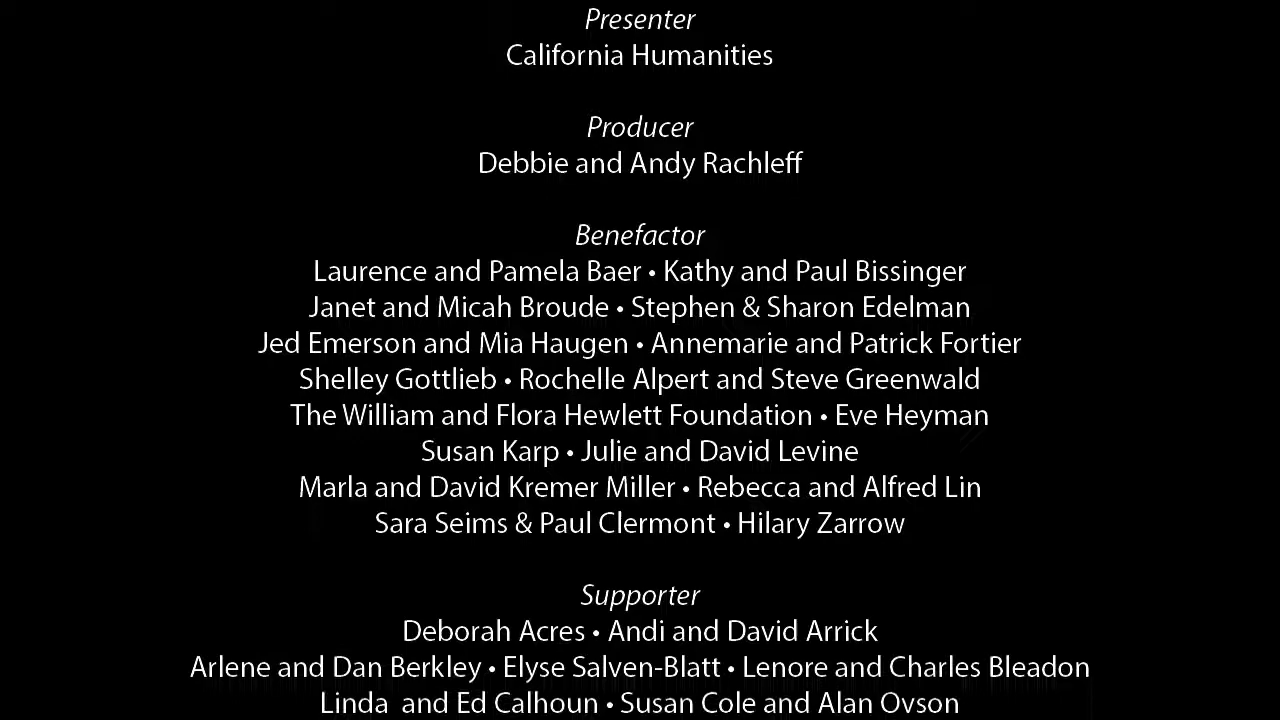 Presenter
California Humanities
Producer
Debbie and Andy Rachleff
Benefactor
Laurence and Pamela Baer • Kathy and Paul Bissinger
Janet and Micah Broude • Stephen & Sharon Edelman
Jed Emerson and Mia Haugen • Annemarie and Patrick Fortier
Shelley Gottlieb • Rochelle Alpert and Steve Greenwald
The William and Flora Hewlett Foundation • Eve Heyman
Susan Karp • Julie and David Levine
Marla and David Kremer Miller • Rebecca and Alfred Lin
Sara Seims & Paul Clermont • Hilary Zarrow
Supporter
Deborah Acres • Andi and David Arrick
Arlene and Dan Berkley • Elyse Salven-Blatt • Lenore and Charles Bleadon
Linda  and Ed Calhoun • Susan Cole and Alan Ovson